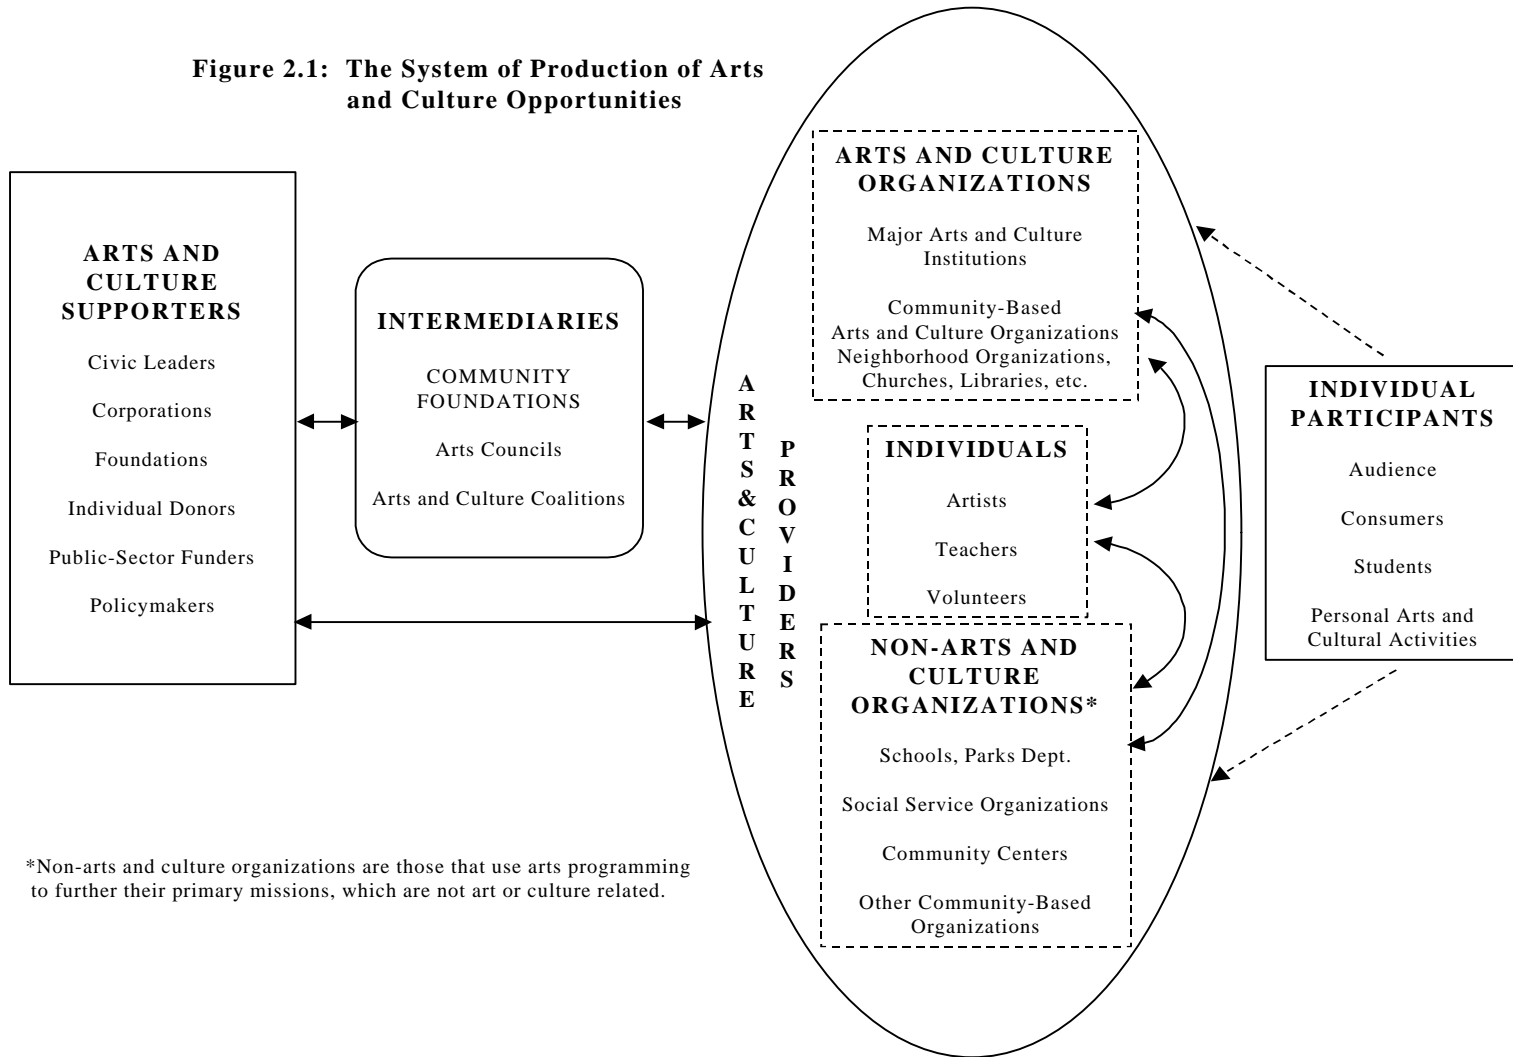 Figure 2.1: The System of Production of Arts
and Culture Opportunities
ARTS AND
CULTURE
SUPPORTERS
Civic Leaders
Corporations
Foundations
Individual Donors
Public-Sector Funders
Policymakers
INTERMEDIARIES
COMMUNITY
FOUNDATIONS
Arts Councils
Arts and Culture Coalitions
ARTS&CULTURE
PROVIDERS
ARTS AND CULTURE
ORGANIZATIONS
Major Arts and Culture
Institutions
Community-Based
Arts and Culture Organizations
Neighborhood Organizations,
Churches, Libraries, etc.
INDIVIDUALS
Artists
Teachers
Volunteers
NON-ARTS AND
CULTURE
ORGANIZATIONS*
Schools, Parks Dept.
Social Service Organizations
Community Centers
Other Community-Based
Organizations
INDIVIDUAL
PARTICIPANTS
Audience
Consumers
Students
Personal Arts and
Cultural Activities
*Non-arts and culture organizations are those that use arts programming
to further their primary missions, which are not art or culture related.